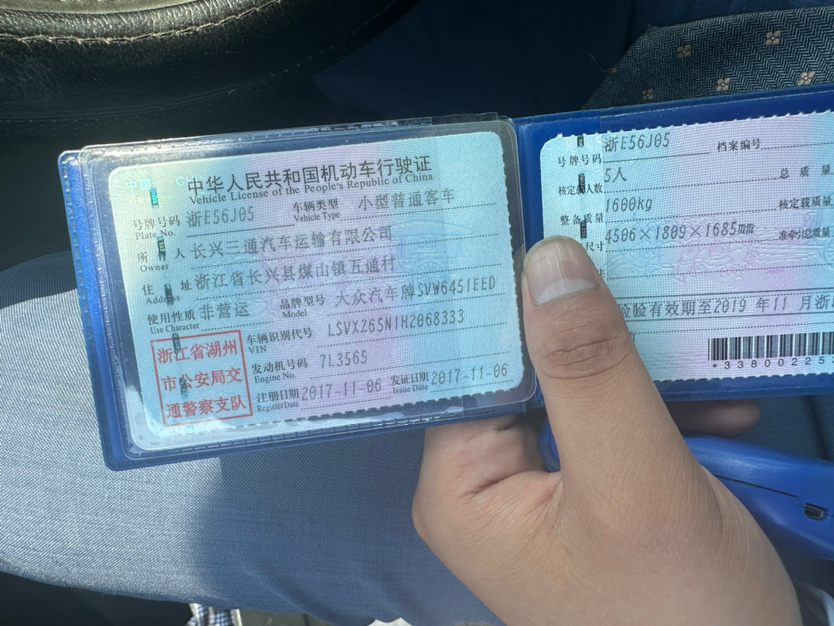 中华人民共和国机动车行驶证
Vehicle License of the People's Republic of China
号牌号码 浙E56J05 车辆类型 小型普通客车
Plate No. Vehicle Type
所 有 人 长兴三通汽车运输有限公司
Owner
住 址 浙江省长兴县煤山镇五通村
Address
使用性质 非营运 品牌型号 大众汽车牌SVW6451EED
Use Character Model
浙江省湖州
市公安局交
通警察支队
车辆识别代号 LSVXZ65N1H2068333
VIN
发动机号码 7L3565
Engine No.
注册日期 2017-11-06 发证日期 2017-11-06
Register Date Issue Date
号牌号码 浙E56J05 档案编号
核定载人数 5人 总 质 量
整备质量 1600kg 核定载质量
尺寸 4506×1809×1685mm 准牵引总质量
检验有效期至2019 年 11 月 浙
*338002252